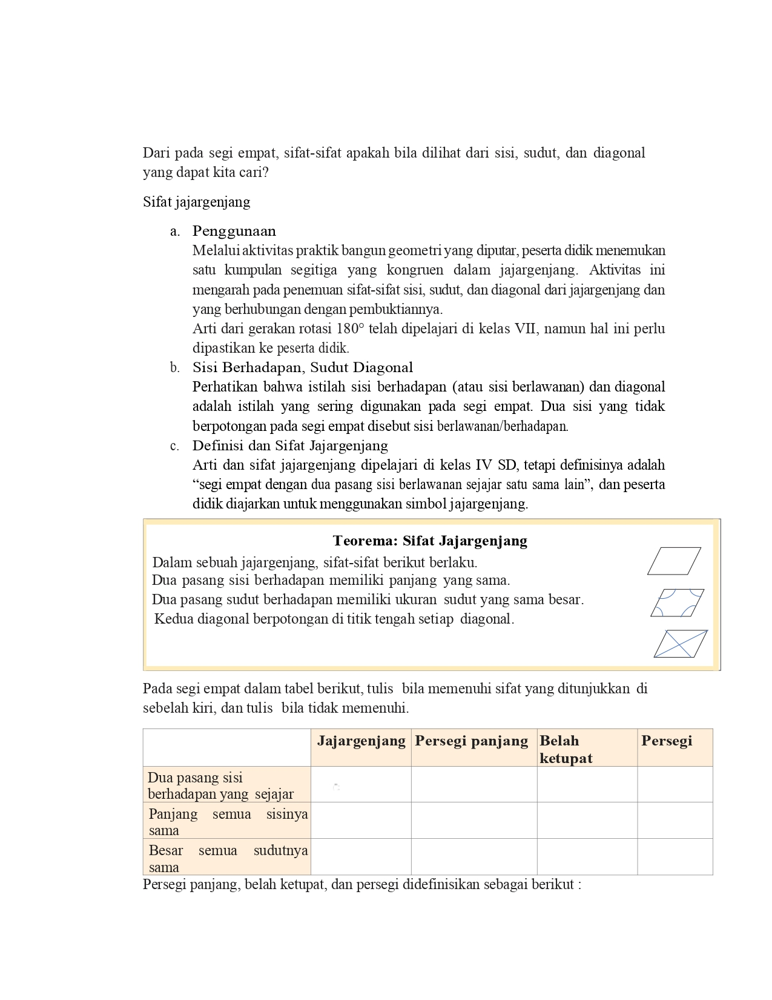 Dari pada segi empat, sifat-sifat apakah bila dilihat dari sisi, sudut, dan diagonal
yang dapat kita cari?
Sifat jajargenjang
a. Penggunaan
Melalui aktivitas praktik bangun geometri yang diputar, peserta didik menemukan
satu kumpulan segitiga yang kongruen dalam jajargenjang. Aktivitas ini
mengarah pada penemuan sifat-sifat sisi, sudut, dan diagonal dari jajargenjang dan
yang berhubungan dengan pembuktiannya.
Arti dari gerakan rotasi 180° telah dipelajari di kelas VII, namun hal ini perlu
dipastikan ke peserta didik.
b. Sisi Berhadapan, Sudut Diagonal
Perhatikan bahwa istilah sisi berhadapan (atau sisi berlawanan) dan diagonal
adalah istilah yang sering digunakan pada segi empat. Dua sisi yang tidak
berpotongan pada segi empat disebut sisi berlawanan/berhadapan.
c. Definisi dan Sifat Jajargenjang
Arti dan sifat jajargenjang dipelajari di kelas IV SD, tetapi definisinya adalah
“segi empat dengan dua pasang sisi berlawanan sejajar satu sama lain”, dan peserta
didik diajarkan untuk menggunakan simbol jajargenjang.
Teorema: Sifat Jajargenjang
Dalam sebuah jajargenjang, sifat-sifat berikut berlaku.
Dua pasang sisi berhadapan memiliki panjang yang sama.
Dua pasang sudut berhadapan memiliki ukuran sudut yang sama besar.
Kedua diagonal berpotongan di titik tengah setiap diagonal.
Pada segi empat dalam tabel berikut, tulis bila memenuhi sifat yang ditunjukkan di
sebelah kiri, dan tulis bila tidak memenuhi.
Jajargenjang Persegi panjang Belah Persegi
ketupat
Dua pasang sisi
berhadapan yang sejajar
Panjang semua sisinya
sama
Besar semua sudutnya
sama
Persegi panjang, belah ketupat, dan persegi didefinisikan sebagai berikut :